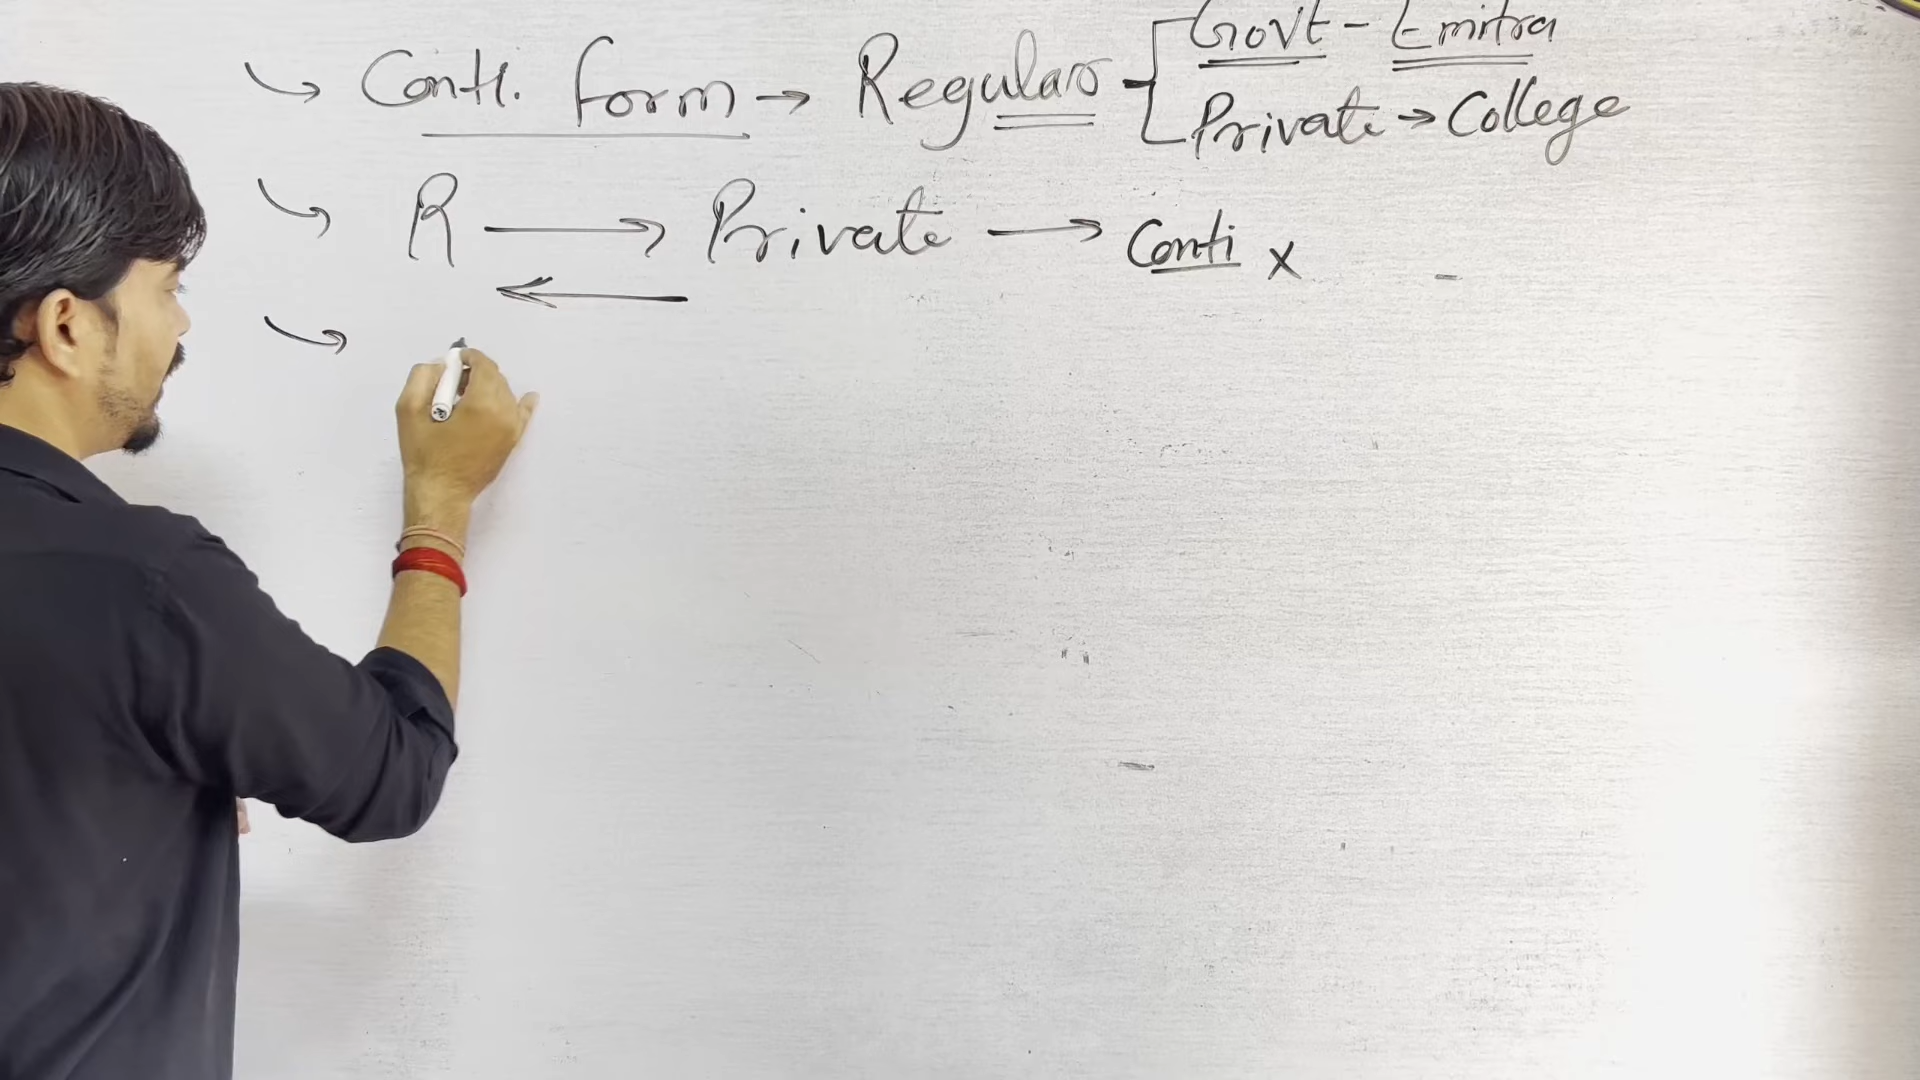 Conti. form → Regular Govt - Emitra
Private → College
R → Private → Conti x